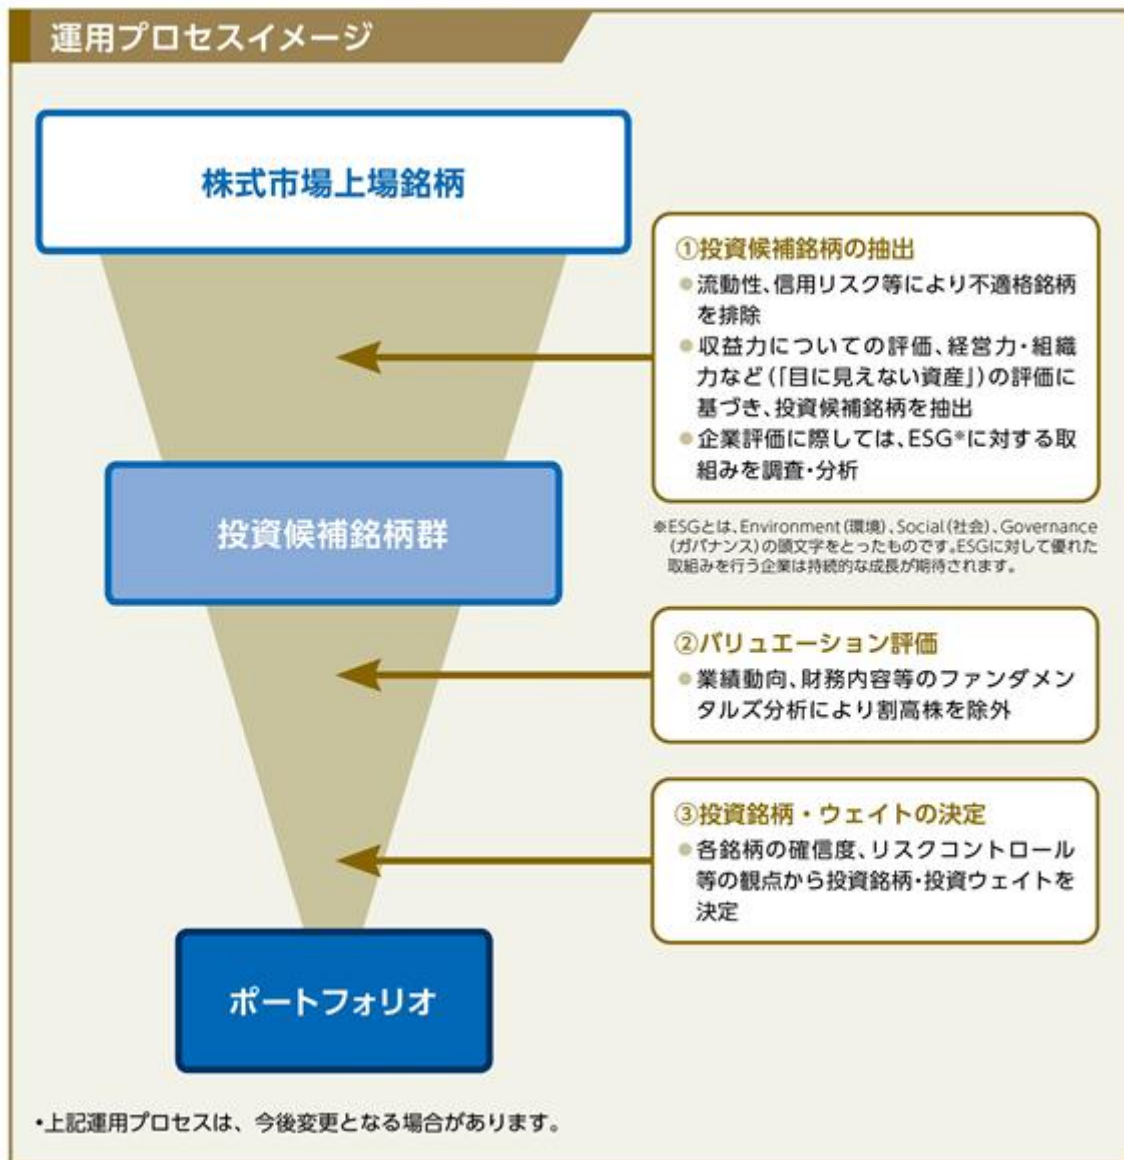 運用プロセスイメージ
株式市場上場銘柄
①投資候補銘柄の抽出
●流動性、信用リスク等により不適格銘柄
を排除
●収益力についての評価、経営力・組織
力など(「目に見えない資産」)の評価に
基づき、投資候補銘柄を抽出
●企業評価に際しては、ESG※に対する取
組みを調査・分析
※ESGとは、Environment(環境)、Social(社会)、Governance
(ガバナンス)の頭文字をとったものです。ESGに対して優れた
取組みを行う企業は持続的な成長が期待されます。
投資候補銘柄群
②バリュエーション評価
●業績動向、財務内容等のファンダメン
タルズ分析により割高株を除外
③投資銘柄・ウェイトの決定
●各銘柄の確信度、リスクコントロール
等の観点から投資銘柄・投資ウェイトを
決定
ポートフォリオ
•上記運用プロセスは、今後変更となる場合があります。